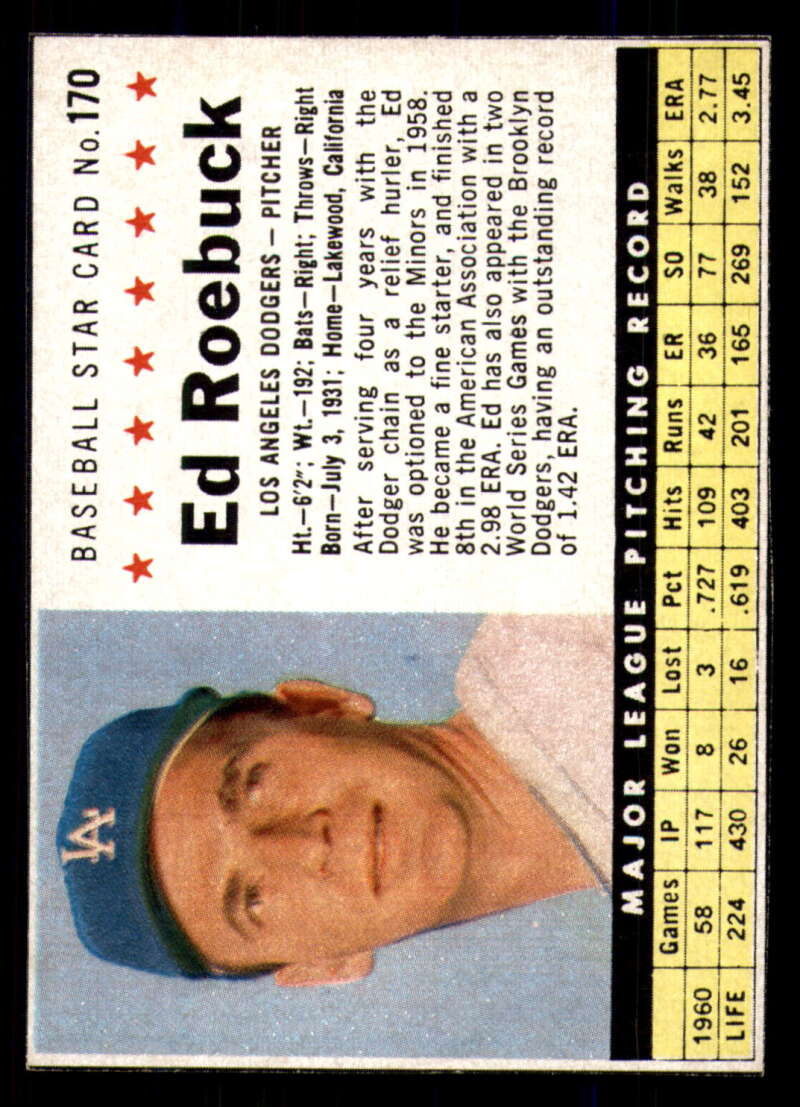 BASEBALL STAR CARD No. 170
Ed Roebuck
LOS ANGELES DODGERS — PITCHER
Ht.—6'2"; Wt.—192; Bats—Right; Throws—Right
Born—July 3, 1931; Home—Lakewood, California
After serving four years with the
Dodger chain as a relief hurler, Ed
was optioned to the Minors in 1958.
He became a fine starter, and finished
8th in the American Association with a
2.98 ERA. Ed has also appeared in two
World Series Games with the Brooklyn
Dodgers, having an outstanding record
of 1.42 ERA.
LA
MAJOR LEAGUE PITCHING RECORD
Games IP Won Lost Pct Hits Runs ER SO Walks ERA
1960 58 117 8 3 .727 109 42 36 77 38 2.77
LIFE 224 430 26 16 .619 403 201 165 269 152 3.45